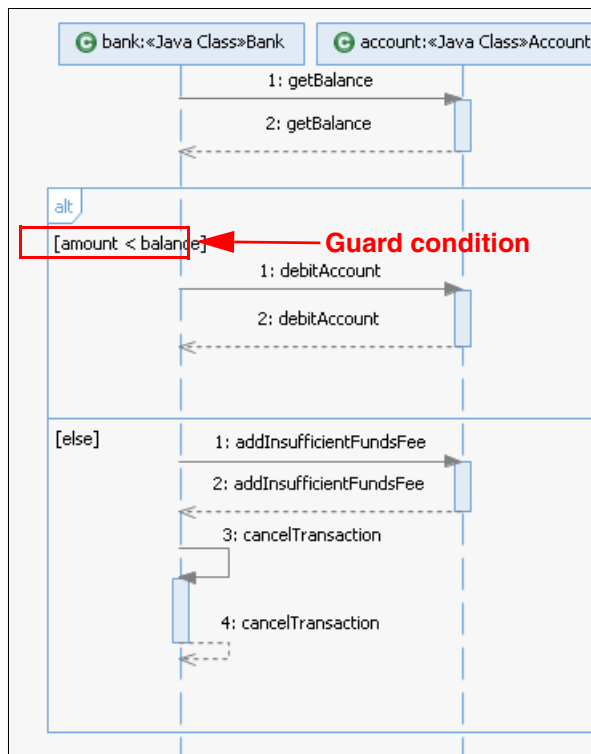 C bank:«Java Class»Bank
C account:«Java Class»Account
1: getBalance
2: getBalance
alt
[amount < balance]
Guard condition
1: debitAccount
2: debitAccount
[else]
1: addInsufficientFundsFee
2: addInsufficientFundsFee
3: cancelTransaction
4: cancelTransaction